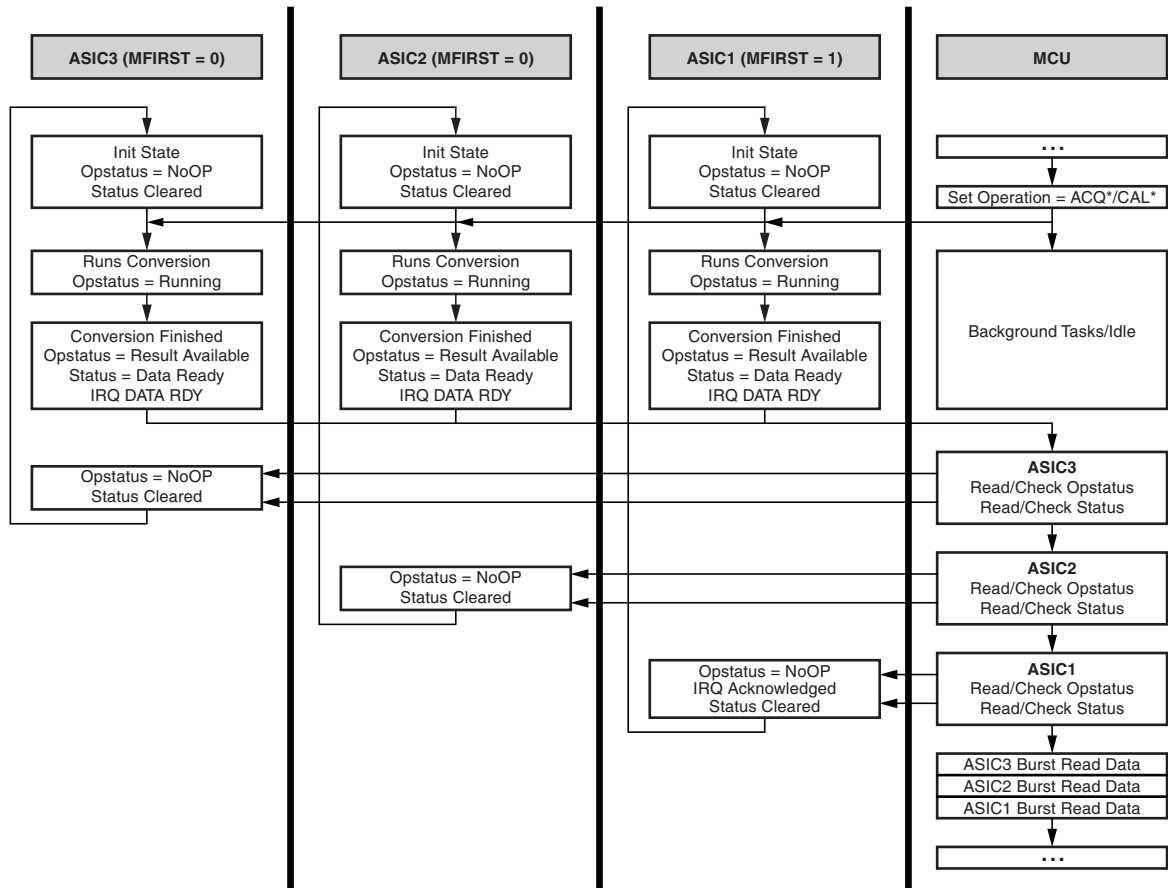 ASIC3 (MFIRST = 0)
ASIC2 (MFIRST = 0)
ASIC1 (MFIRST = 1)
MCU
Init State
Opstatus = NoOP
Status Cleared
Init State
Opstatus = NoOP
Status Cleared
Init State
Opstatus = NoOP
Status Cleared
...
Set Operation = ACQ*/CAL*
Runs Conversion
Opstatus = Running
Runs Conversion
Opstatus = Running
Runs Conversion
Opstatus = Running
Background Tasks/Idle
Conversion Finished
Opstatus = Result Available
Status = Data Ready
IRQ DATA RDY
Conversion Finished
Opstatus = Result Available
Status = Data Ready
IRQ DATA RDY
Conversion Finished
Opstatus = Result Available
Status = Data Ready
IRQ DATA RDY
Opstatus = NoOP
Status Cleared
ASIC3
Read/Check Opstatus
Read/Check Status
Opstatus = NoOP
Status Cleared
ASIC2
Read/Check Opstatus
Read/Check Status
Opstatus = NoOP
IRQ Acknowledged
Status Cleared
ASIC1
Read/Check Opstatus
Read/Check Status
ASIC3 Burst Read Data
ASIC2 Burst Read Data
ASIC1 Burst Read Data
...